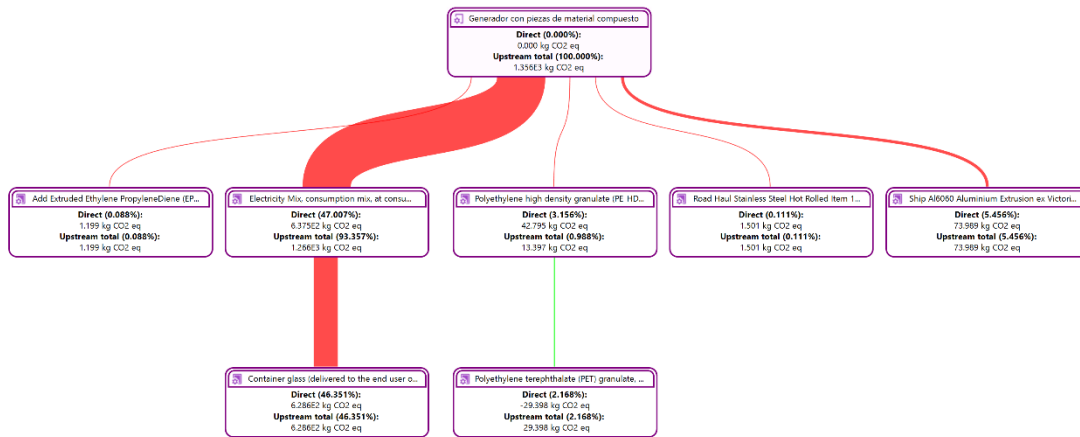 Generador con piezas de material compuesto
Direct (0.000%):
0.000 kg CO2 eq
Upstream total (100.000%):
1.356E3 kg CO2 eq
Add Extruded Ethylene PropyleneDiene (EP...
Direct (0.088%):
1.199 kg CO2 eq
Upstream total (0.088%):
1.199 kg CO2 eq
Electricity Mix, consumption mix, at consu...
Direct (47.007%):
6.375E2 kg CO2 eq
Upstream total (93.357%):
1.266E3 kg CO2 eq
Polyethylene high density granulate (PE HD...
Direct (3.156%):
42.795 kg CO2 eq
Upstream total (0.988%):
13.397 kg CO2 eq
Road Haul Stainless Steel Hot Rolled Item 1...
Direct (0.111%):
1.501 kg CO2 eq
Upstream total (0.111%):
1.501 kg CO2 eq
Ship Al6060 Aluminium Extrusion ex Victori...
Direct (5.456%):
73.989 kg CO2 eq
Upstream total (5.456%):
73.989 kg CO2 eq
Container glass (delivered to the end user o...
Direct (46.351%):
6.286E2 kg CO2 eq
Upstream total (46.351%):
6.286E2 kg CO2 eq
Polyethylene terephthalate (PET) granulate, ...
Direct (2.168%):
-29.398 kg CO2 eq
Upstream total (2.168%):
29.398 kg CO2 eq